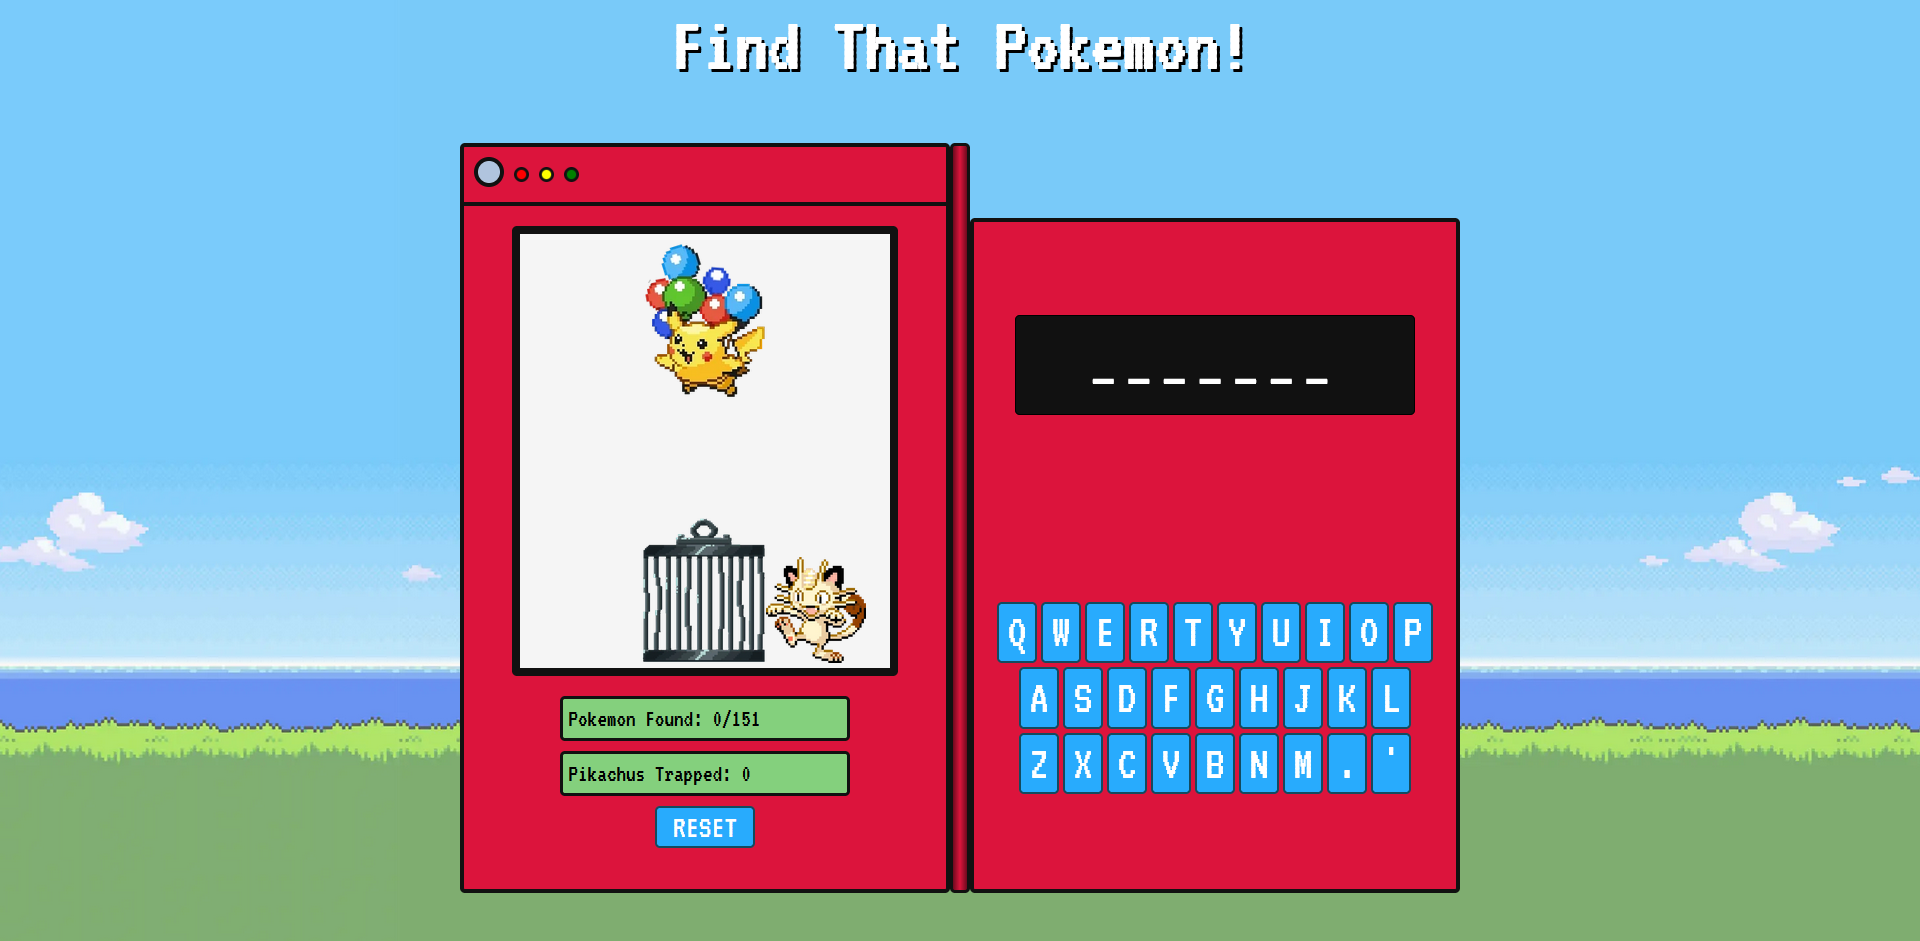 Find That Pokemon!
_ _ _ _ _ _ _
Pokemon Found: 0/151
Pikachus Trapped: 0
RESET
Q W E R T Y U I O P
A S D F G H J K L
Z X C V B N M . '